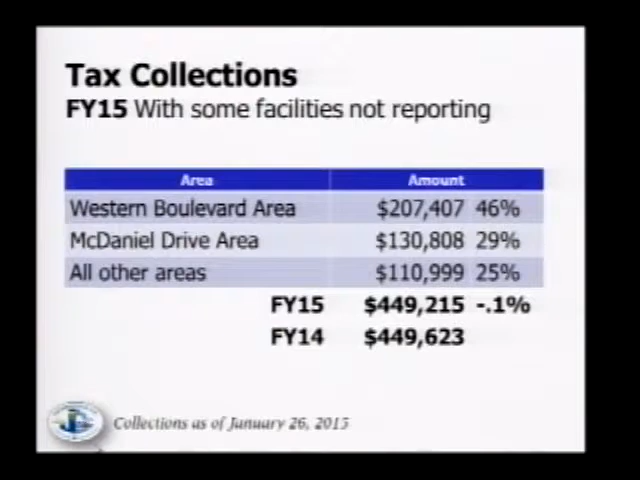 Tax Collections
FY15 With some facilities not reporting
Area Amount
Western Boulevard Area $207,407 46%
McDaniel Drive Area $130,808 29%
All other areas $110,999 25%
FY15 $449,215 -.1%
FY14 $449,623
Collections as of January 26, 2015